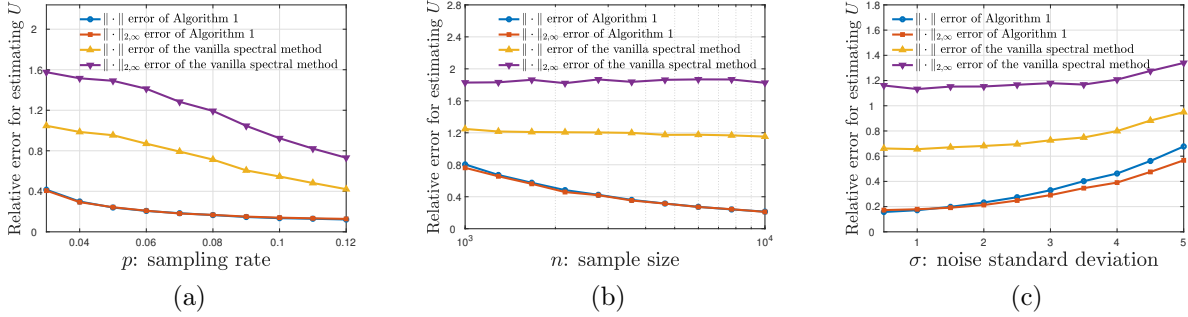 Relative error for estimating U
2
1.6
1.2
0.8
0.4
0
‖ · ‖ error of Algorithm 1
‖ · ‖2,∞ error of Algorithm 1
‖ · ‖ error of the vanilla spectral method
‖ · ‖2,∞ error of the vanilla spectral method
0.04 0.06 0.08 0.1 0.12
p: sampling rate
(a)
Relative error for estimating U
2.8
2.4
2
1.6
1.2
0.8
0.4
0
‖ · ‖ error of Algorithm 1
‖ · ‖2,∞ error of Algorithm 1
‖ · ‖ error of the vanilla spectral method
‖ · ‖2,∞ error of the vanilla spectral method
10^3 10^4
n: sample size
(b)
Relative error for estimating U
1.8
1.6
1.4
1.2
1
0.8
0.6
0.4
0.2
0
‖ · ‖ error of Algorithm 1
‖ · ‖2,∞ error of Algorithm 1
‖ · ‖ error of the vanilla spectral method
‖ · ‖2,∞ error of the vanilla spectral method
1 2 3 4 5
σ: noise standard deviation
(c)